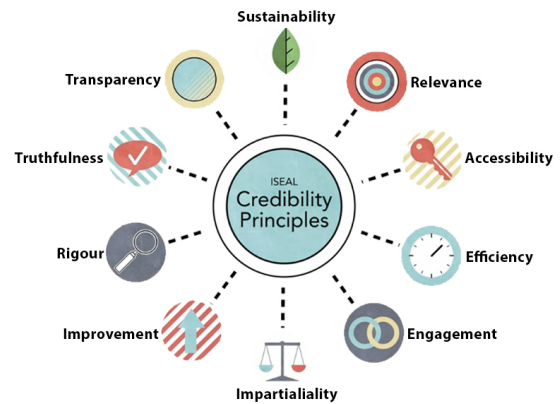 Sustainability
Transparency
Relevance
Truthfulness
Accessibility
ISEAL
Credibility
Principles
Rigour
Efficiency
Improvement
Engagement
Impartialiality